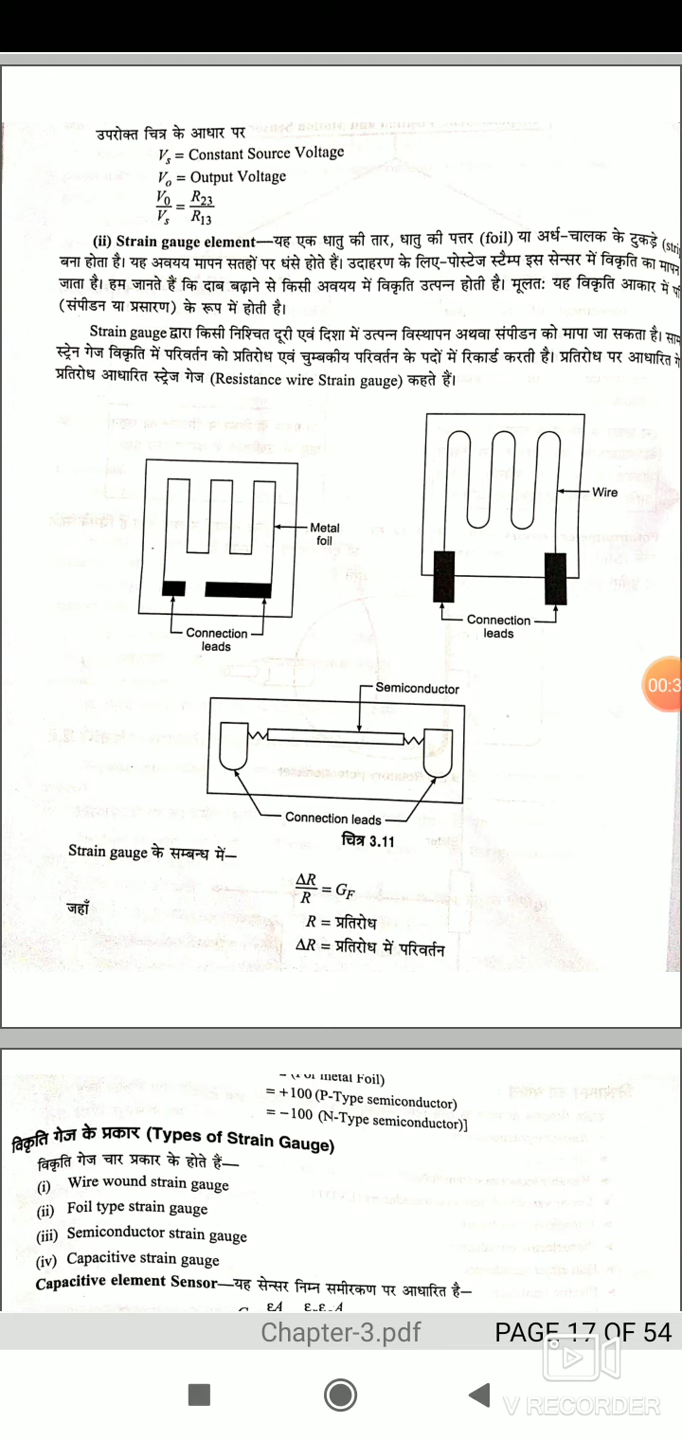 उपरोक्त चित्र के आधार पर
Vs = Constant Source Voltage
Vo = Output Voltage
V0/Vs = R23/R13
(ii) Strain gauge element—यह एक धातु की तार, धातु की पत्तर (foil) या अर्ध-चालक के टुकड़े (stri
बना होता है। यह अवयय मापन सतहों पर धंसे होते हैं। उदाहरण के लिए-पोस्टेज स्टैम्प इस सेन्सर में विकृति का मापन
जाता है। हम जानते हैं कि दाब बढ़ाने से किसी अवयय में विकृति उत्पन्न होती है। मूलतः यह विकृति आकार में
(संपीडन या प्रसारण) के रूप में होती है।
Strain gauge द्वारा किसी निश्चित दूरी एवं दिशा में उत्पन्न विस्थापन अथवा संपीडन को मापा जा सकता है।
स्ट्रेन गेज विकृति में परिवर्तन को प्रतिरोध एवं चुम्बकीय परिवर्तन के पदों में रिकार्ड करती है। प्रतिरोध पर आधारित
प्रतिरोध आधारित स्ट्रेज गेज (Resistance wire Strain gauge) कहते हैं।
Wire
Metal
foil
Connection
leads
Connection
leads
00:3
Semiconductor
Connection leads
चित्र 3.11
Strain gauge के सम्बन्ध में—
ΔR/R = GF
जहाँ
R = प्रतिरोध
ΔR = प्रतिरोध में परिवर्तन
metal Foil)
= +100 (P-Type semiconductor)
= −100 (N-Type semiconductor)]
विकृति गेज के प्रकार (Types of Strain Gauge)
विकृति गेज चार प्रकार के होते हैं—
(i) Wire wound strain gauge
(ii) Foil type strain gauge
(iii) Semiconductor strain gauge
(iv) Capacitive strain gauge
Capacitive element Sensor—यह सेन्सर निम्न समीरकण पर आधारित है—
Chapter-3.pdf
PAGE 17 OF 54
V RECORDER